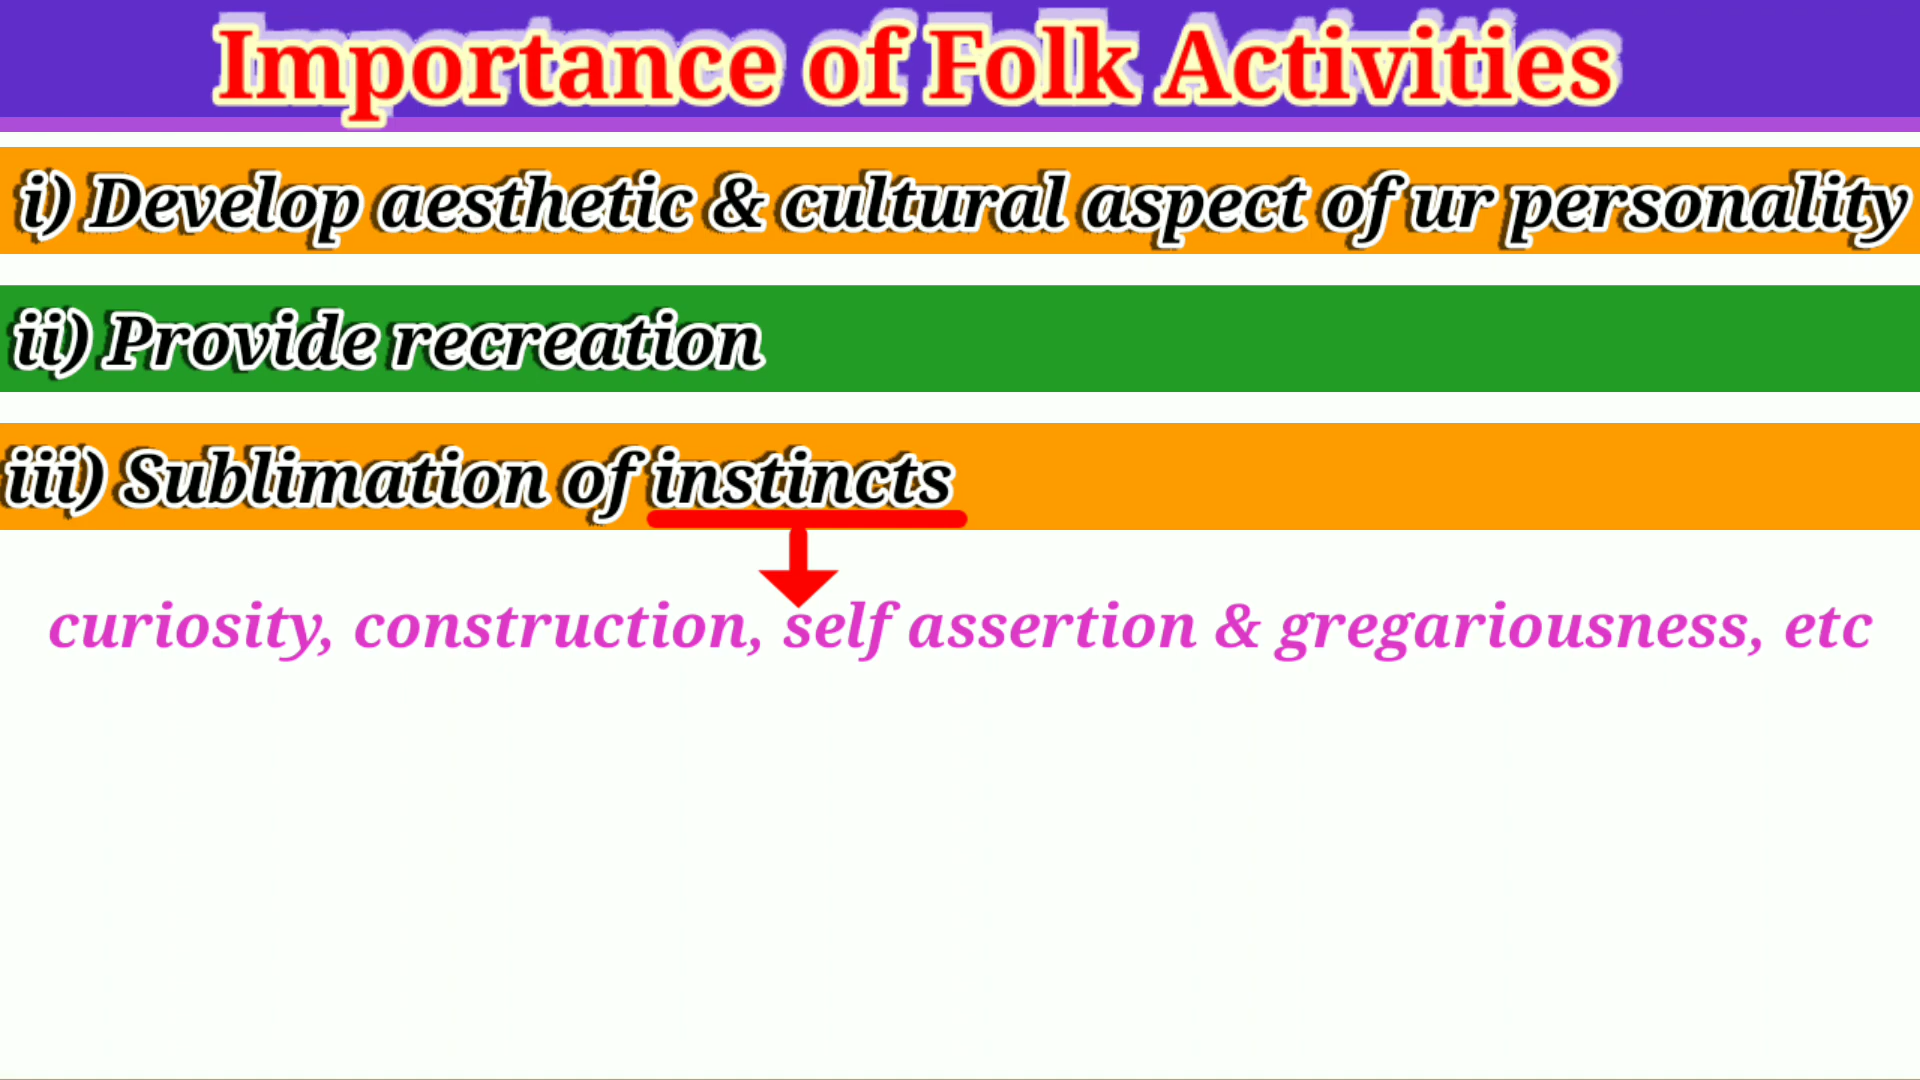 Importance of Folk Activities
i) Develop aesthetic & cultural aspect of ur personality
ii) Provide recreation
iii) Sublimation of instincts
curiosity, construction, self assertion & gregariousness, etc